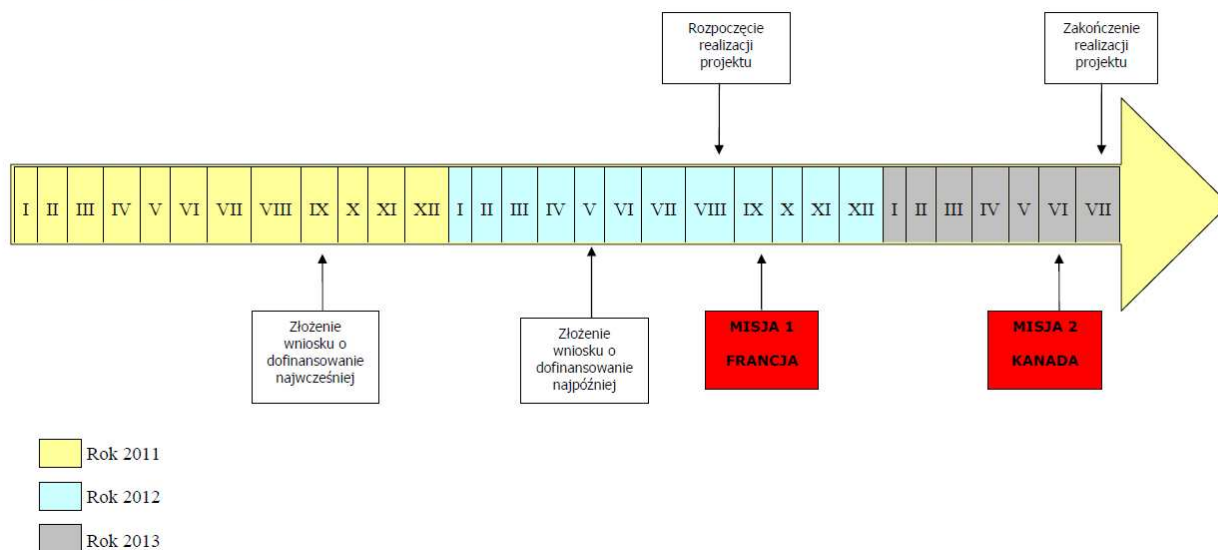 Rozpoczęcie
realizacji
projektu
Zakończenie
realizacji
projektu
I II III IV V VI VII VIII IX X XI XII I II III IV V VI VII VIII IX X XI XII I II III IV V VI VII
Złożenie
wniosku o
dofinansowanie
najwcześniej
Złożenie
wniosku o
dofinansowanie
najpóźniej
MISJA 1
FRANCJA
MISJA 2
KANADA
Rok 2011
Rok 2012
Rok 2013